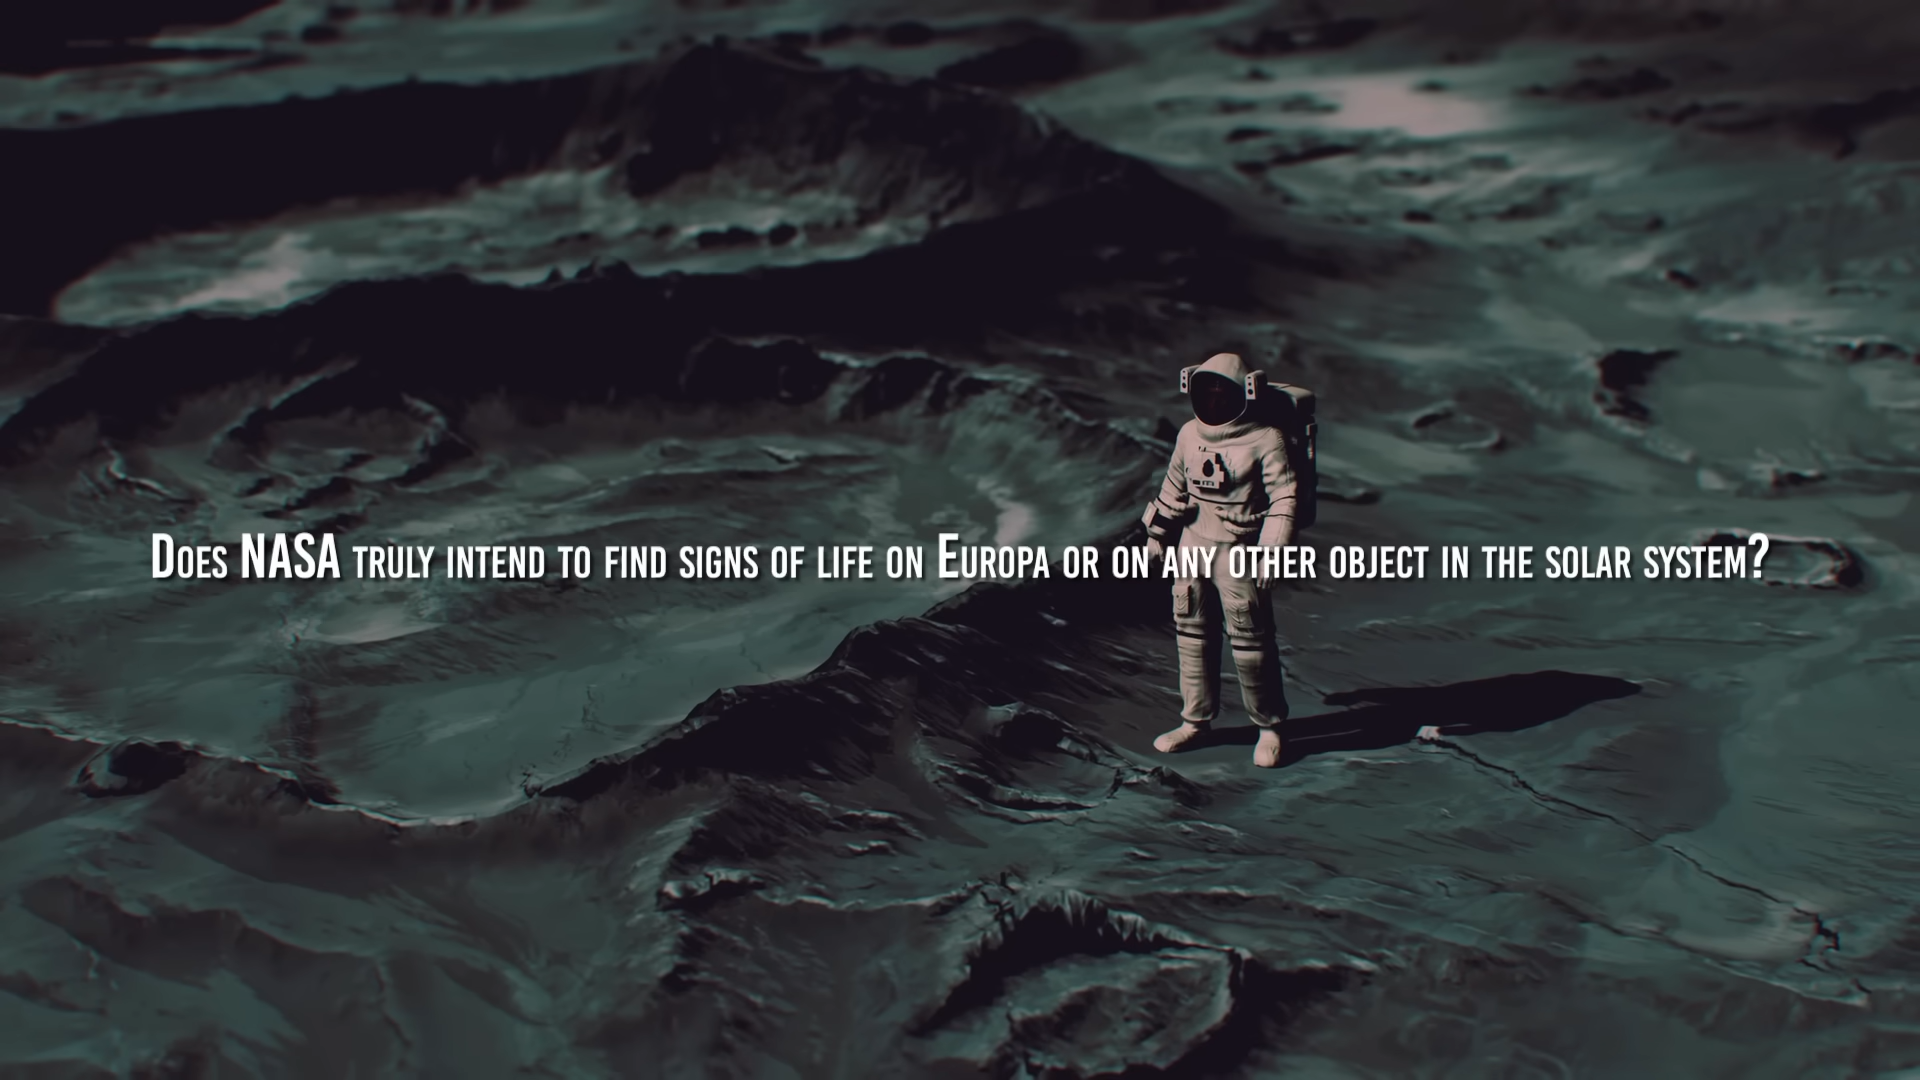 Does NASA truly intend to find signs of life on Europa or on any other object in the solar system?